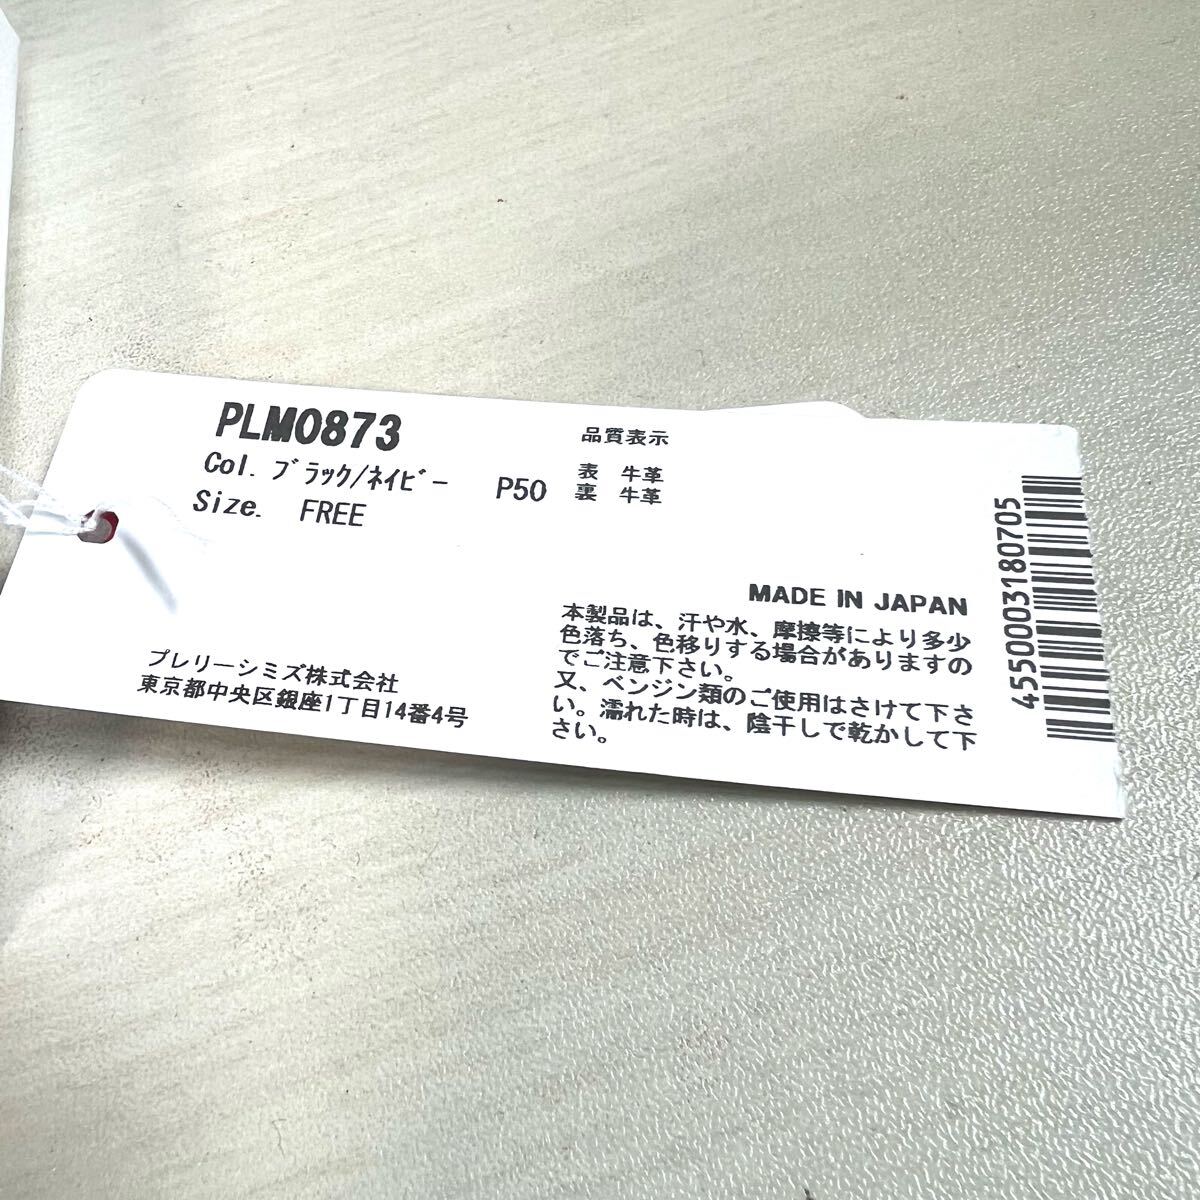 PLM0873
Col. ブラック/ネイビー P50
Size. FREE
品質表示
表 牛革
裏 牛革
MADE IN JAPAN
本製品は、汗や水、摩擦等により多少
色落ち、色移りする場合がありますの
でご注意下さい。
又、ベンジン類のご使用はさけて下さ
い。濡れた時は、陰干しで乾かして下
さい。
プレリーシミズ株式会社
東京都中央区銀座1丁目14番4号
4550003180705